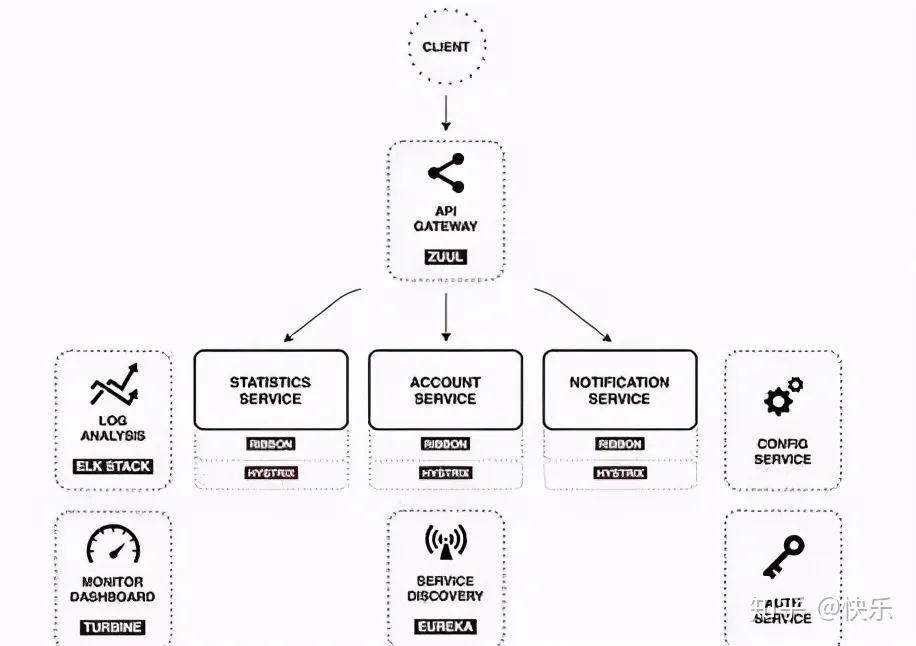 CLIENT
API
GATEWAY
ZUUL
STATISTICS
SERVICE
RIBBON
HYSTRIX
ACCOUNT
SERVICE
RIBBON
HYSTRIX
NOTIFICATION
SERVICE
RIBBON
HYSTRIX
LOG
ANALYSIS
ELK STACK
CONFIG
SERVICE
MONITOR
DASHBOARD
TURBINE
SERVICE
DISCOVERY
EUREKA
AUTH
SERVICE
知乎 @快乐